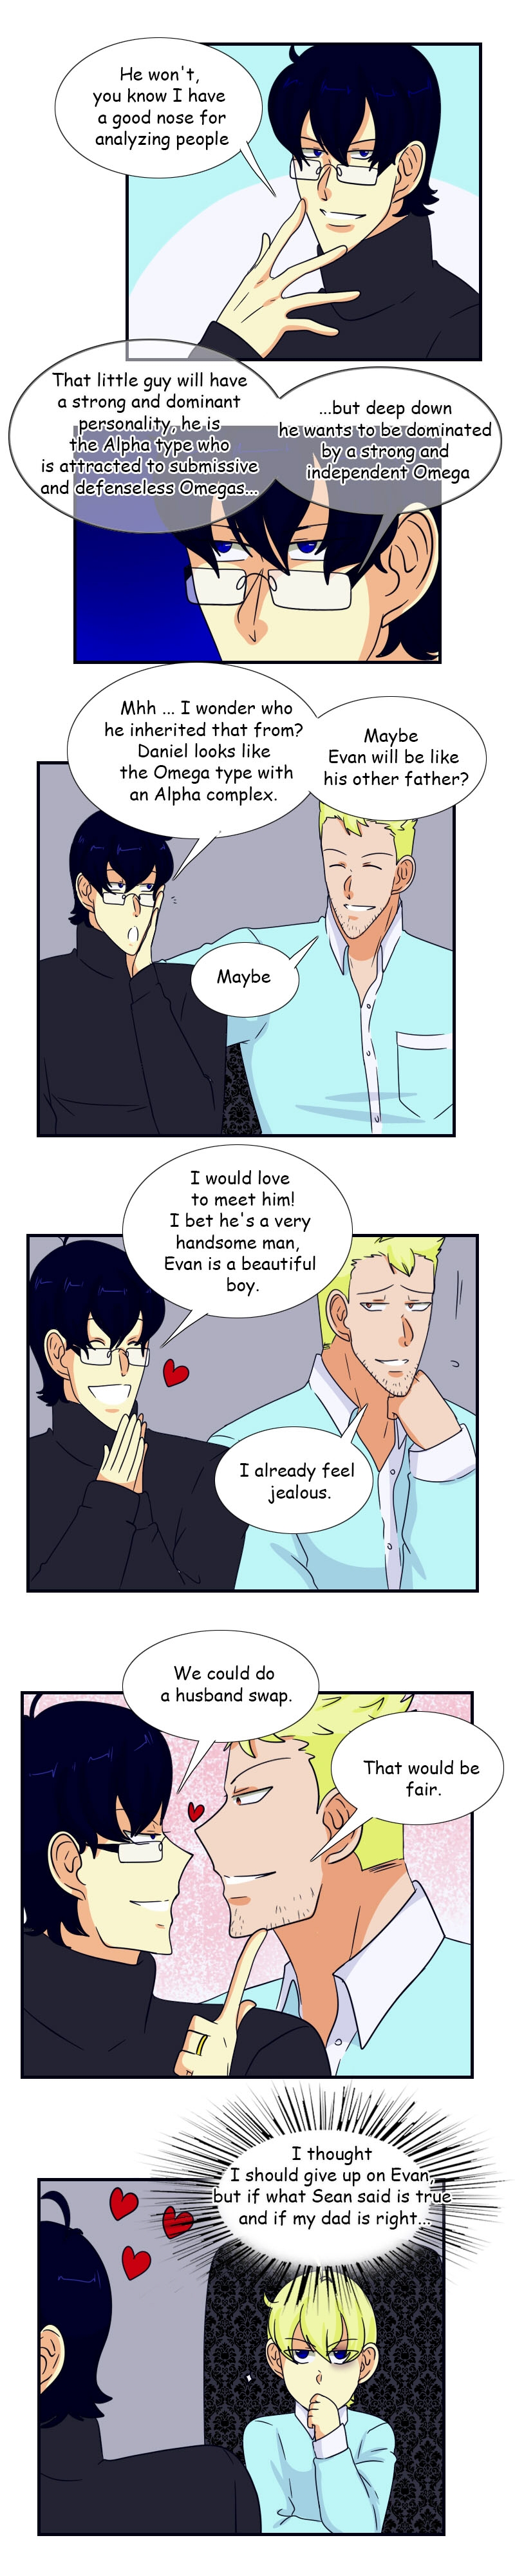 He won't,
you know I have
a good nose for
analyzing people
That little guy will have
a strong and dominant
personality, he is
the Alpha type who
is attracted to submissive
and defenseless Omegas...
...but deep down
he wants to be dominated
by a strong and
independent Omega
Mhh ... I wonder who
he inherited that from?
Daniel looks like
the Omega type with
an Alpha complex.
Maybe
Evan will be like
his other father?
Maybe
I would love
to meet him!
I bet he's a very
handsome man,
Evan is a beautiful
boy.
I already feel
jealous.
We could do
a husband swap.
That would be
fair.
I thought
I should give up on Evan,
but if what Sean said is true
and if my dad is right...